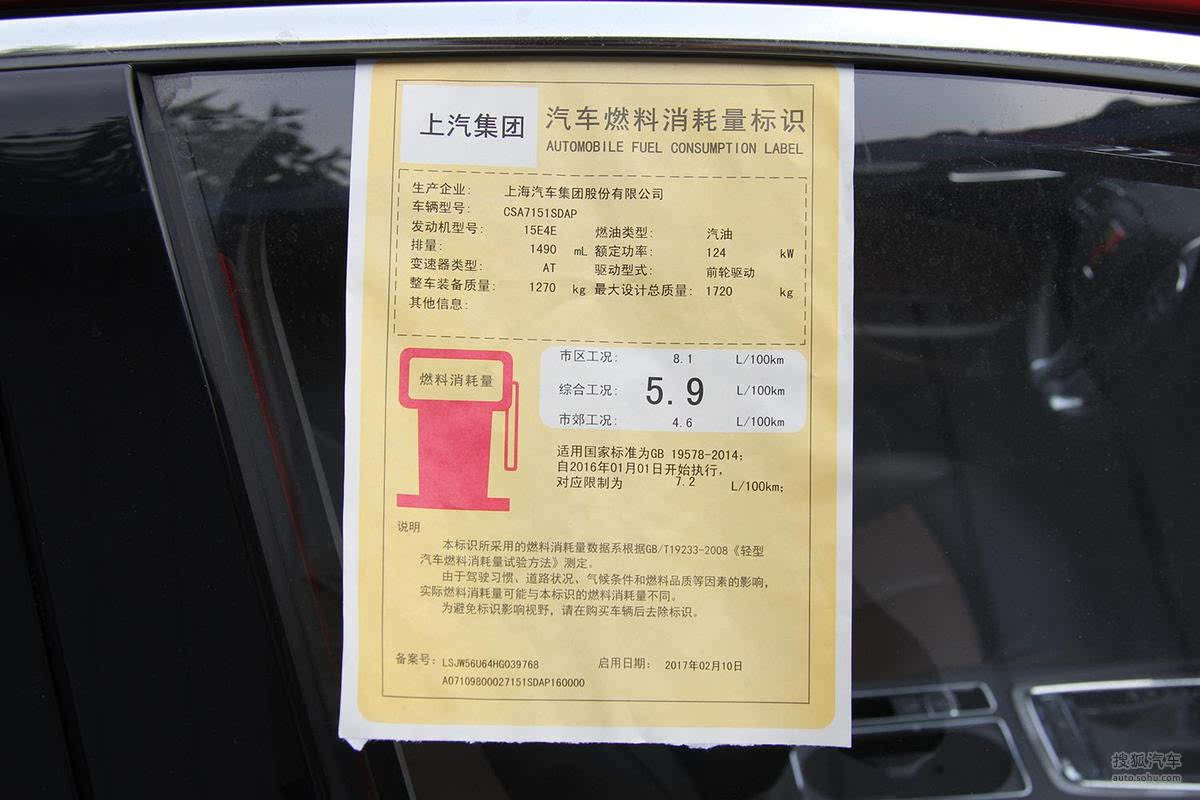 上汽集团
汽车燃料消耗量标识
AUTOMOBILE FUEL CONSUMPTION LABEL
生产企业: 上海汽车集团股份有限公司
车辆型号: CSA7151SDAP
发动机型号: 15E4E 燃油类型: 汽油
排量: 1490 mL 额定功率: 124 kW
变速器类型: AT 驱动型式: 前轮驱动
整车装备质量: 1270 kg 最大设计总质量: 1720 kg
其他信息:
燃料消耗量
市区工况: 8.1 L/100km
综合工况: 5.9 L/100km
市郊工况: 4.6 L/100km
适用国家标准为GB 19578-2014;
自2016年01月01日开始执行,
对应限制为 7.2 L/100km;
说明
本标识所采用的燃料消耗量数据系根据GB/T19233-2008《轻型
汽车燃料消耗量试验方法》测定。
由于驾驶习惯、道路状况、气候条件和燃料品质等因素的影响,
实际燃料消耗量可能与本标识的燃料消耗量不同。
为避免标识影响视野,请在购买车辆后去除标识。
备案号: LSJW56U64HG039768 启用日期: 2017年02月10日
A07109800027151SDAP160000
搜狐汽车
auto.sohu.com